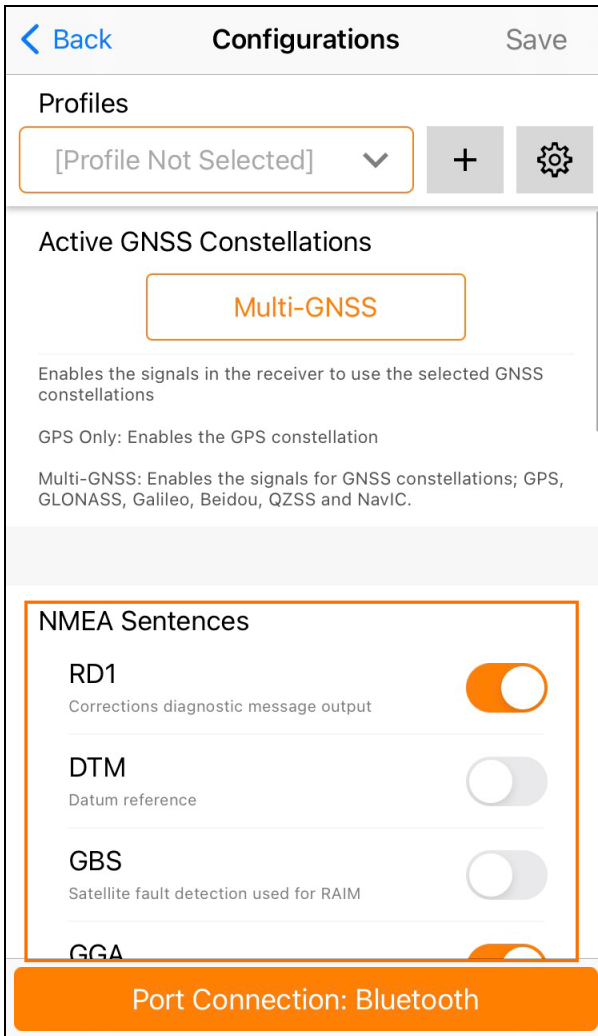 Back
Configurations
Save
Profiles
[Profile Not Selected]
+
Active GNSS Constellations
Multi-GNSS
Enables the signals in the receiver to use the selected GNSS
constellations
GPS Only: Enables the GPS constellation
Multi-GNSS: Enables the signals for GNSS constellations; GPS,
GLONASS, Galileo, Beidou, QZSS and NavIC.
NMEA Sentences
RD1
Corrections diagnostic message output
DTM
Datum reference
GBS
Satellite fault detection used for RAIM
GGA
Port Connection: Bluetooth